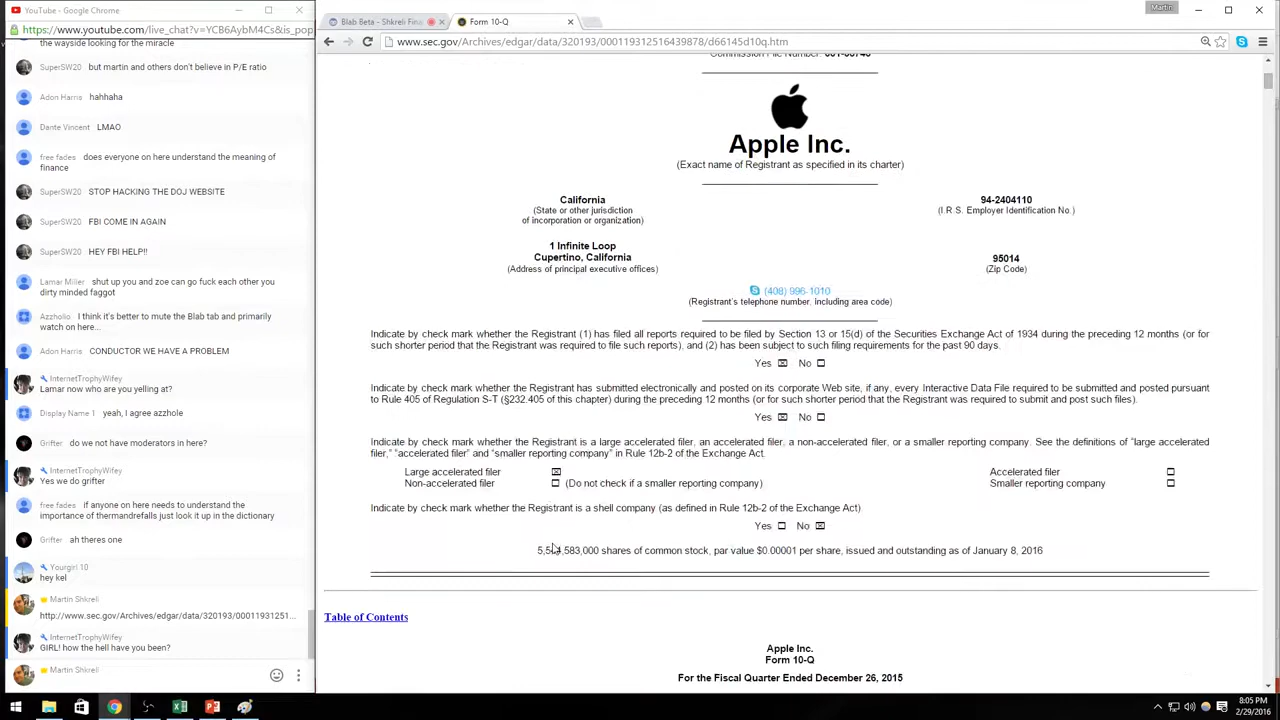 YouTube - Google Chrome
https://www.youtube.com/live_chat?v=YCB6AybM4Cs&is_pop
the wayside looking for the miracle
SuperSW20 but martin and others don't believe in P/E ratio
Adon Harris hahhaha
Dante Vincent LMAO
free fades does everyone on here understand the meaning of
finance
SuperSW20 STOP HACKING THE DOJ WEBSITE
SuperSW20 FBI COME IN AGAIN
SuperSW20 HEY FBI HELP!!
Lamar Miller shut up you and zoe can go fuck each other you
dirty minded faggot
Azzhollo I think it's better to mute the Blab tab and primarily
watch on here...
Adon Harris CONDUCTOR WE HAVE A PROBLEM
InternetTrophyWifey
Lamar now who are you yelling at?
Display Name 1 yeah, I agree azzhole
Grifter do we not have moderators in here?
InternetTrophyWifey
Yes we do grifter
free fades if anyone on here needs to understand the
importance of thermandrefalls just look it up in the dictionary
Grifter ah theres one
Yourgirl 10
hey kel
Martin Shkreli
http://www.sec.gov/Archives/edgar/data/320193/00011931251...
InternetTrophyWifey
GIRL! how the hell have you been?
Martin Shkreli
Martin
Blab Beta - Shkreli Fina
Form 10-Q
www.sec.gov/Archives/edgar/data/320193/000119312516439878/d66145d10q.htm
Apple Inc.
(Exact name of Registrant as specified in its charter)
California
(State or other jurisdiction
of incorporation or organization)
94-2404110
(I.R.S. Employer Identification No.)
1 Infinite Loop
Cupertino, California
(Address of principal executive offices)
95014
(Zip Code)
(408) 996-1010
(Registrant's telephone number, including area code)
Indicate by check mark whether the Registrant (1) has filed all reports required to be filed by Section 13 or 15(d) of the Securities Exchange Act of 1934 during the preceding 12 months (or for
such shorter period that the Registrant was required to file such reports), and (2) has been subject to such filing requirements for the past 90 days.
Yes ☒ No ☐
Indicate by check mark whether the Registrant has submitted electronically and posted on its corporate Web site, if any, every Interactive Data File required to be submitted and posted pursuant
to Rule 405 of Regulation S-T (§232.405 of this chapter) during the preceding 12 months (or for such shorter period that the Registrant was required to submit and post such files).
Yes ☒ No ☐
Indicate by check mark whether the Registrant is a large accelerated filer, an accelerated filer, a non-accelerated filer, or a smaller reporting company. See the definitions of “large accelerated
filer,” “accelerated filer” and “smaller reporting company” in Rule 12b-2 of the Exchange Act.
Large accelerated filer ☒ Accelerated filer ☐
Non-accelerated filer ☐ (Do not check if a smaller reporting company) Smaller reporting company ☐
Indicate by check mark whether the Registrant is a shell company (as defined in Rule 12b-2 of the Exchange Act)
Yes ☐ No ☒
shares of common stock, par value $0.00001 per share, issued and outstanding as of January 8, 2016
Table of Contents
Apple Inc.
Form 10-Q
For the Fiscal Quarter Ended December 26, 2015
8:05 PM
2/29/2016